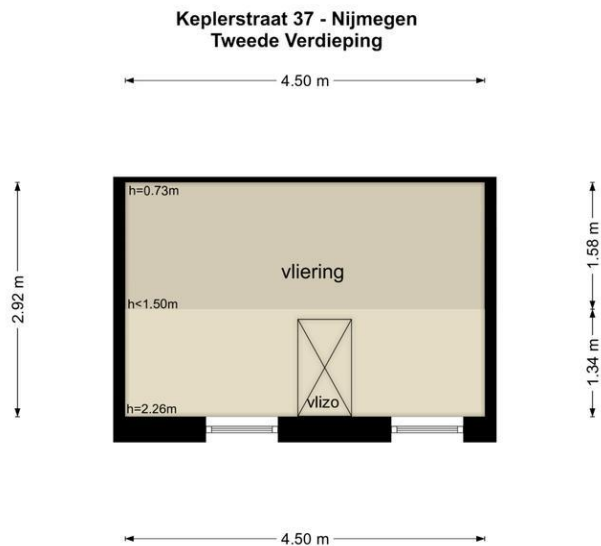 Keplerstraat 37 - Nijmegen
Tweede Verdieping
4.50 m
h=0.73m
2.92 m
1.58 m
vliering
h<1.50m
1.34 m
vlizo
h=2.26m
4.50 m